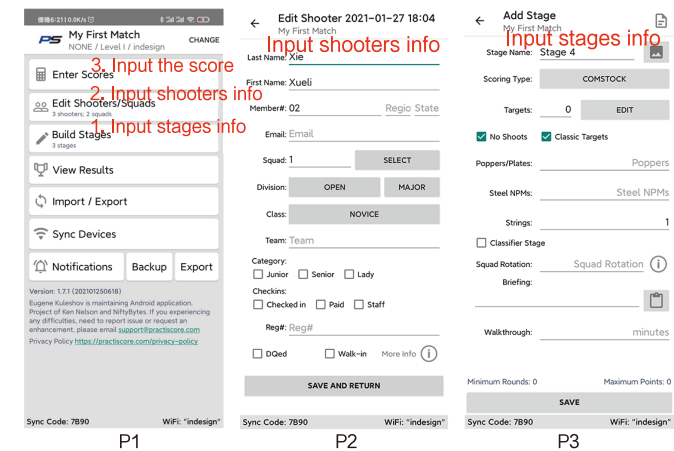 傍晚6:21 | 0.0K/s
PS My First Match
NONE / Level I / indesign
CHANGE
3. Input the score
Enter Scores
2. Input shooters info
Edit Shooters/Squads
3 shooters; 2 squads
1. Input stages info
Build Stages
3 stages
View Results
Import / Export
Sync Devices
Notifications
Backup
Export
Version: 1.7.1 (202101250618)
Eugene Kuleshov is maintaining Android application.
Project of Ken Nelson and NiftyBytes. If you experiencing
any difficulties, need to report issue or request an
enhancement, please email support@practiscore.com
Privacy Policy https://practiscore.com/privacy-policy
Sync Code: 7B90
WiFi: "indesign"
P1
Edit Shooter 2021-01-27 18:04
My First Match
Input shooters info
Last Name: Xie
First Name: Xueli
Member#: 02 Regio State
Email: Email
Squad: 1 SELECT
Division: OPEN MAJOR
Class: NOVICE
Team: Team
Category:
Junior Senior Lady
Checkins:
Checked in Paid Staff
Reg#: Reg#
DQed Walk-in More Info i
SAVE AND RETURN
Sync Code: 7B90 WiFi: "indesign"
P2
Add Stage
My First Match
Input stages info
Stage Name: Stage 4
Scoring Type: COMSTOCK
Targets: 0 EDIT
No Shoots Classic Targets
Poppers/Plates: Poppers
Steel NPMs: Steel NPMs
Strings: 1
Classifier Stage
Squad Rotation: Squad Rotation i
Briefing:
Walkthrough: minutes
Minimum Rounds: 0 Maximum Points: 0
SAVE
Sync Code: 7B90 WiFi: "indesign"
P3